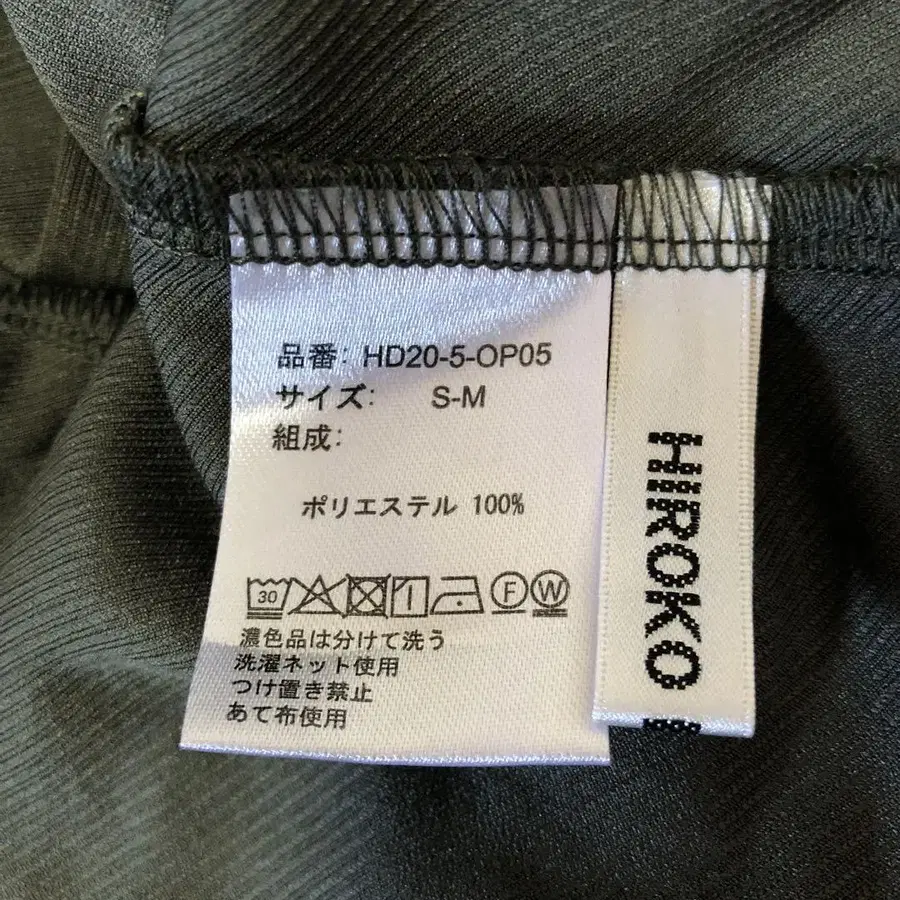 品番: HD20-5-OP05
サイズ: S-M
組成:
ポリエステル 100%
30 F W
濃色品は分けて洗う
洗濯ネット使用
つけ置き禁止
あて布使用
HIROKO